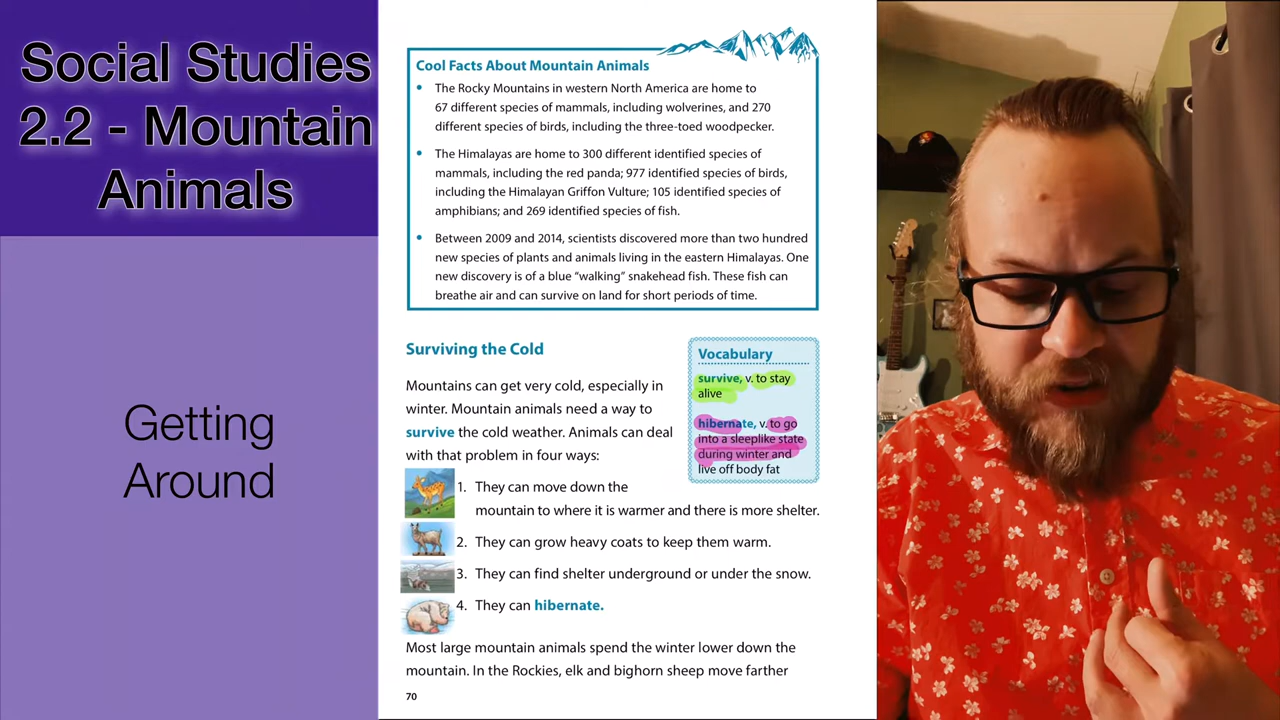 Social Studies
2.2 - Mountain
Animals
Getting
Around
Cool Facts About Mountain Animals
• The Rocky Mountains in western North America are home to
67 different species of mammals, including wolverines, and 270
different species of birds, including the three-toed woodpecker.
• The Himalayas are home to 300 different identified species of
mammals, including the red panda; 977 identified species of birds,
including the Himalayan Griffon Vulture; 105 identified species of
amphibians; and 269 identified species of fish.
• Between 2009 and 2014, scientists discovered more than two hundred
new species of plants and animals living in the eastern Himalayas. One
new discovery is of a blue “walking” snakehead fish. These fish can
breathe air and can survive on land for short periods of time.
Surviving the Cold
Mountains can get very cold, especially in
winter. Mountain animals need a way to
survive the cold weather. Animals can deal
with that problem in four ways:
Vocabulary
survive, v. to stay
alive
hibernate, v. to go
into a sleeplike state
during winter and
live off body fat
1. They can move down the
mountain to where it is warmer and there is more shelter.
2. They can grow heavy coats to keep them warm.
3. They can find shelter underground or under the snow.
4. They can hibernate.
Most large mountain animals spend the winter lower down the
mountain. In the Rockies, elk and bighorn sheep move farther
70